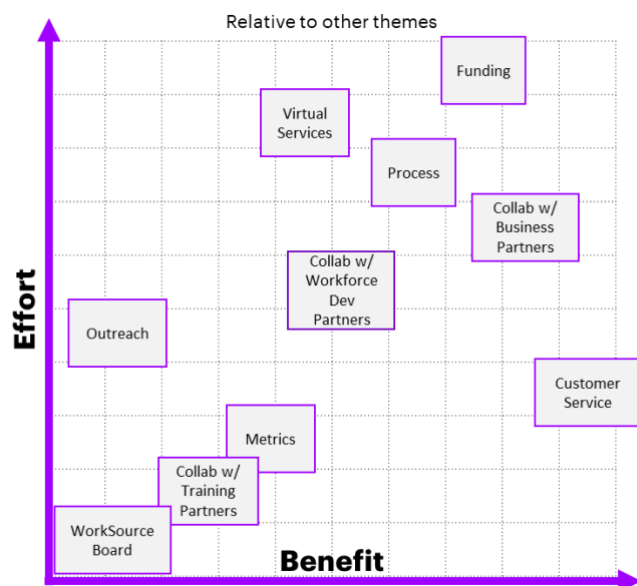 Relative to other themes
Funding
Virtual
Services
Process
Collab w/
Business
Partners
Collab w/
Workforce
Dev
Partners
Effort
Outreach
Customer
Service
Metrics
Collab w/
Training
Partners
WorkSource
Board
Benefit